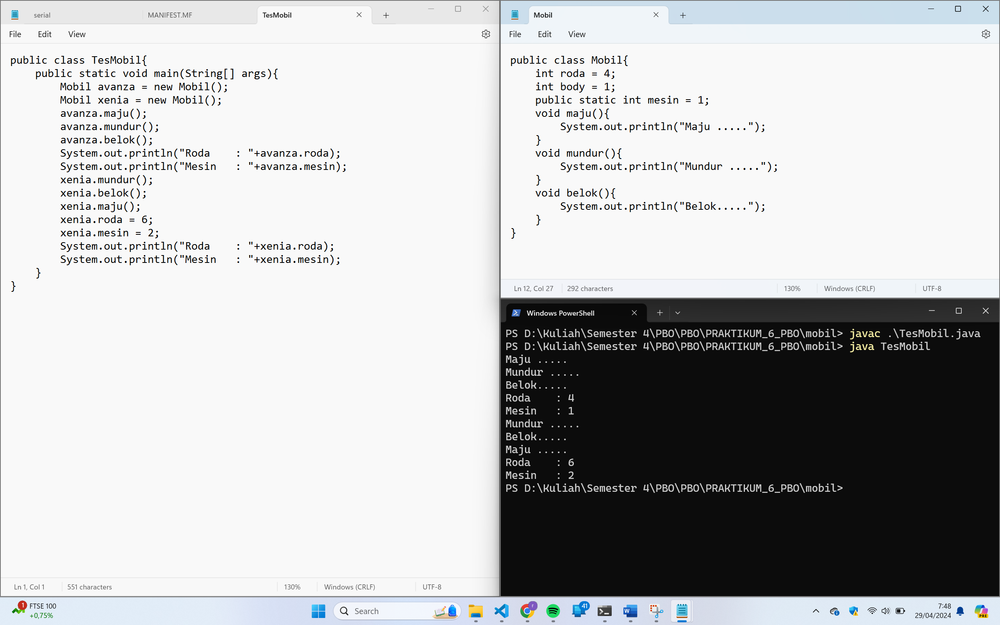 serial
MANIFEST.MF
TesMobil
File Edit View
public class TesMobil{
    public static void main(String[] args){
        Mobil avanza = new Mobil();
        Mobil xenia = new Mobil();
        avanza.maju();
        avanza.mundur();
        avanza.belok();
        System.out.println("Roda    : "+avanza.roda);
        System.out.println("Mesin   : "+avanza.mesin);
        xenia.mundur();
        xenia.belok();
        xenia.maju();
        xenia.roda = 6;
        xenia.mesin = 2;
        System.out.println("Roda    : "+xenia.roda);
        System.out.println("Mesin   : "+xenia.mesin);
    }
}
Ln 1, Col 1 551 characters 130% Windows (CRLF) UTF-8
Mobil
File Edit View
public class Mobil{
    int roda = 4;
    int body = 1;
    public static int mesin = 1;
    void maju(){
        System.out.println("Maju .....");
    }
    void mundur(){
        System.out.println("Mundur .....");
    }
    void belok(){
        System.out.println("Belok.....");
    }
}
Ln 12, Col 27 292 characters 130% Windows (CRLF) UTF-8
Windows PowerShell
PS D:\Kuliah\Semester 4\PBO\PBO\PRAKTIKUM_6_PBO\mobil> javac .\TesMobil.java
PS D:\Kuliah\Semester 4\PBO\PBO\PRAKTIKUM_6_PBO\mobil> java TesMobil
Maju .....
Mundur .....
Belok.....
Roda    : 4
Mesin   : 1
Mundur .....
Belok.....
Maju .....
Roda    : 6
Mesin   : 2
PS D:\Kuliah\Semester 4\PBO\PBO\PRAKTIKUM_6_PBO\mobil>
1
FTSE 100
+0,75%
Search
r
41
W
7:48
29/04/2024
PRE